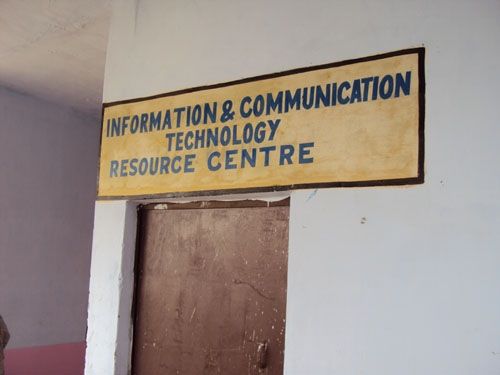 INFORMATION & COMMUNICATION
TECHNOLOGY
RESOURCE CENTRE